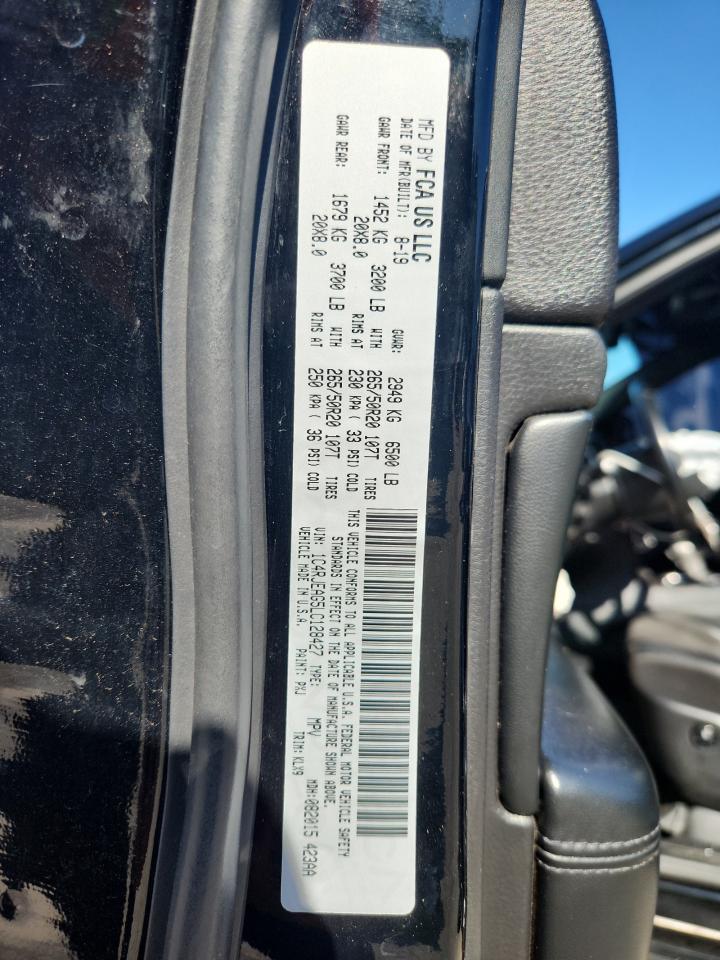 MFD BY FCA US LLC
DATE OF MFR(BUILT): 8-19 GVWR: 2949 KG 6500 LB
GAWR FRONT: 1452 KG 3200 LB WITH 265/50R20 107T TIRES
20X8.0 RIMS AT 230 KPA ( 33 PSI) COLD
GAWR REAR: 1679 KG 3700 LB WITH 265/50R20 107T TIRES
20X8.0 RIMS AT 250 KPA ( 36 PSI) COLD
THIS VEHICLE CONFORMS TO ALL APPLICABLE U.S.A. FEDERAL MOTOR VEHICLE SAFETY
STANDARDS IN EFFECT ON THE DATE OF MANUFACTURE SHOWN ABOVE.
VIN: 1C4RJEAG5LC128427 TYPE: MPV MDH:082015 423AA
VEHICLE MADE IN U.S.A. PAINT: PXJ TRIM: KLX9